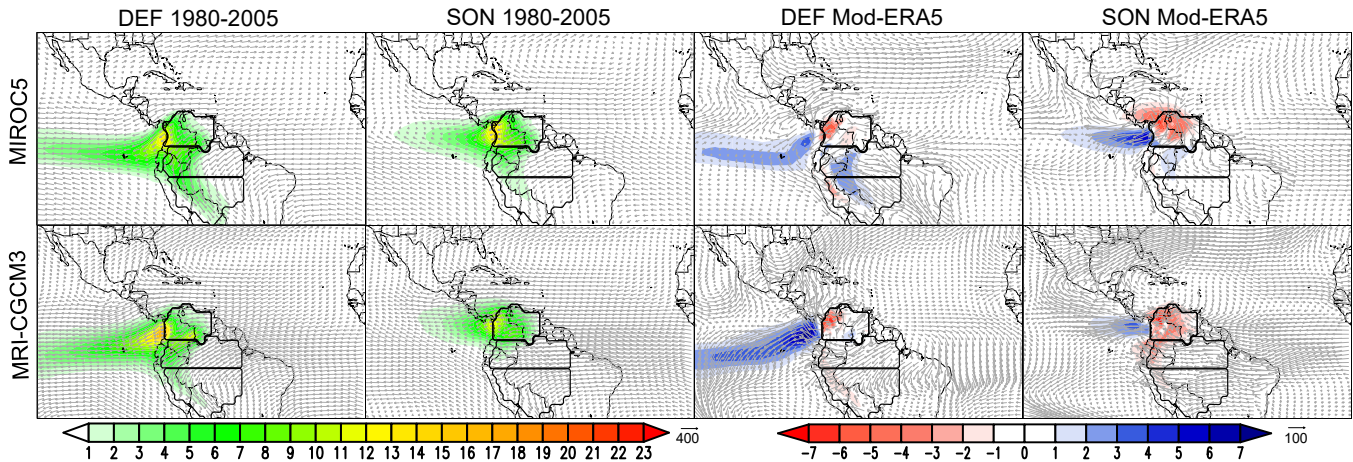 DEF 1980-2005 SON 1980-2005 DEF Mod-ERA5 SON Mod-ERA5
MIROC5
MRI-CGCM3
1 2 3 4 5 6 7 8 9 10 11 12 13 14 15 16 17 18 19 20 21 22 23 400
-7 -6 -5 -4 -3 -2 -1 0 1 2 3 4 5 6 7 100